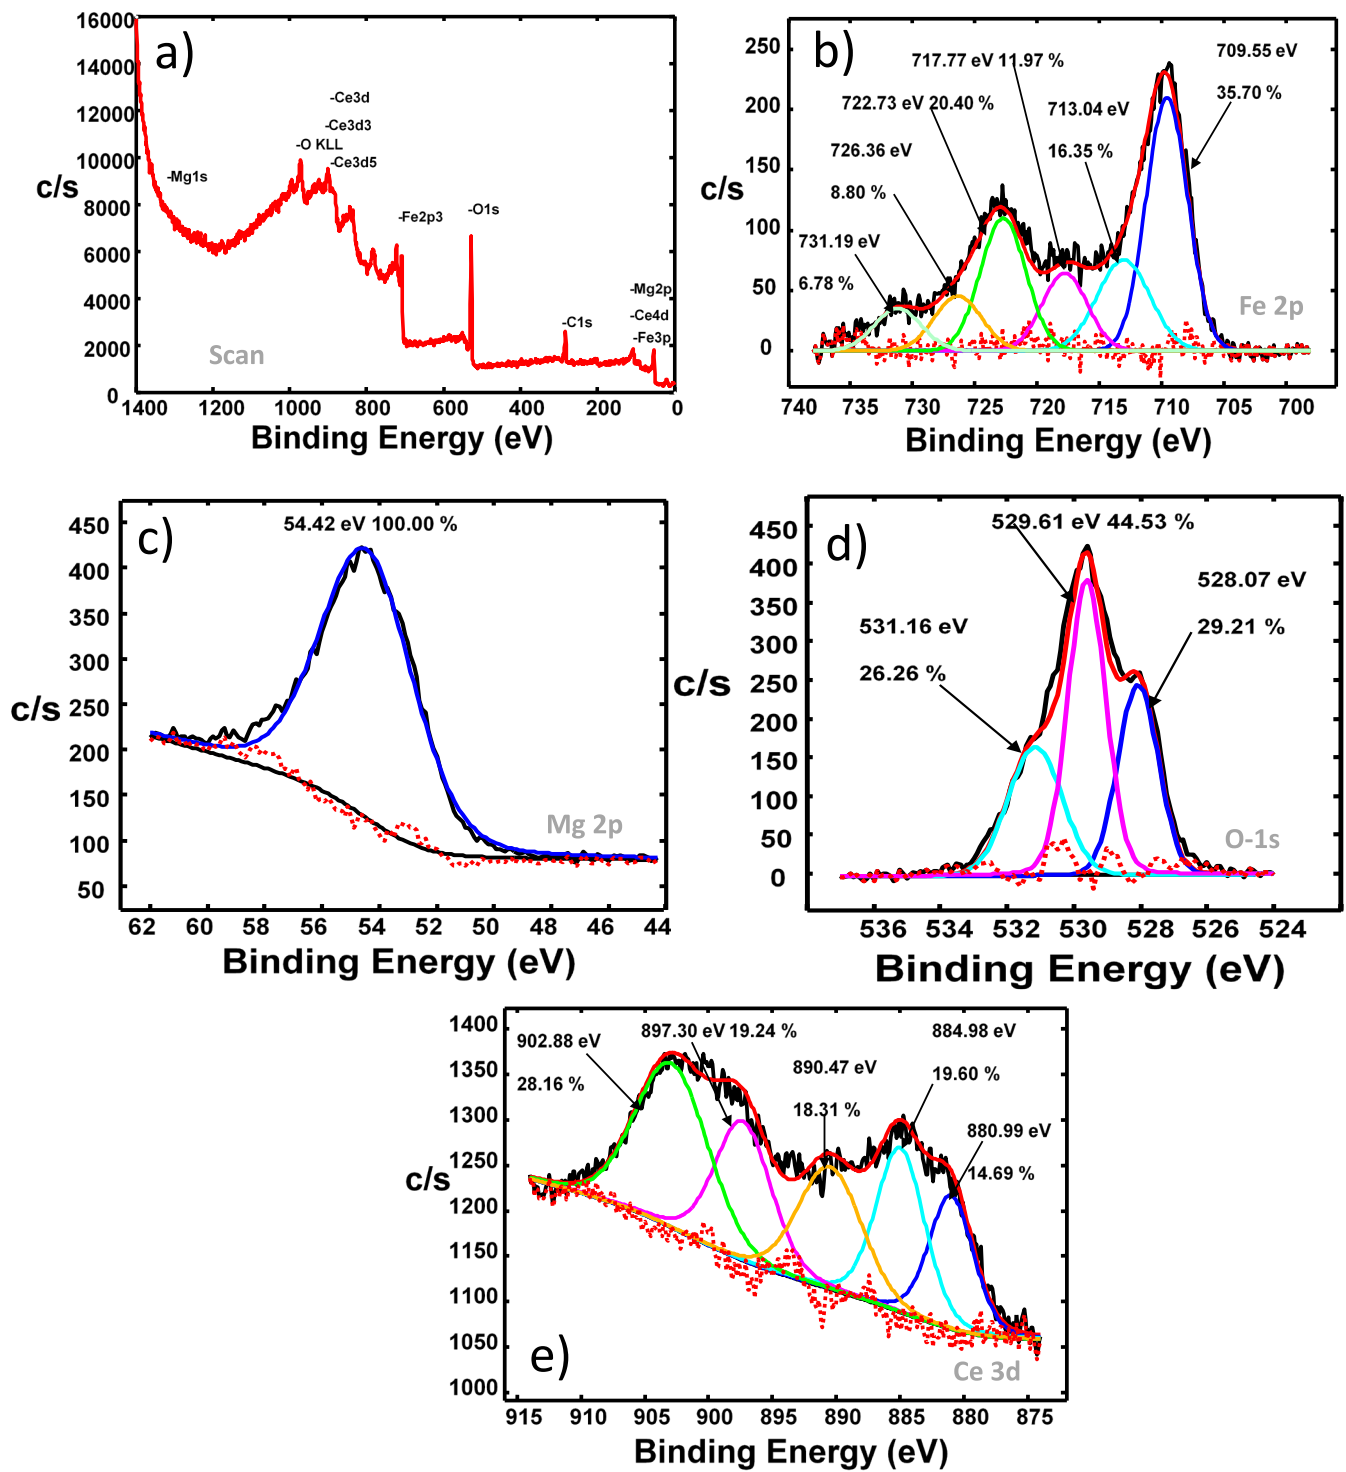 a)
16000
14000
12000
10000
8000
6000
4000
2000
0
c/s
-Ce3d
-Ce3d3
-O KLL
-Ce3d5
-Mg1s
-Fe2p3
-O1s
-Mg2p
-Ce4d
-C1s
-Fe3p
Scan
1400 1200 1000 800 600 400 200 0
Binding Energy (eV)
b)
250
200
150
100
50
0
c/s
717.77 eV 11.97 %
709.55 eV
35.70 %
722.73 eV 20.40 %
713.04 eV
16.35 %
726.36 eV
8.80 %
731.19 eV
6.78 %
Fe 2p
740 735 730 725 720 715 710 705 700
Binding Energy (eV)
c)
54.42 eV 100.00 %
450
400
350
300
250
200
150
100
50
c/s
Mg 2p
62 60 58 56 54 52 50 48 46 44
Binding Energy (eV)
d)
529.61 eV 44.53 %
528.07 eV
29.21 %
531.16 eV
26.26 %
450
400
350
300
250
200
150
100
50
0
c/s
O-1s
536 534 532 530 528 526 524
Binding Energy (eV)
1400
1350
1300
1250
1200
1150
1100
1050
1000
c/s
902.88 eV
28.16 %
897.30 eV 19.24 %
890.47 eV
18.31 %
884.98 eV
19.60 %
880.99 eV
14.69 %
e)
Ce 3d
915 910 905 900 895 890 885 880 875
Binding Energy (eV)